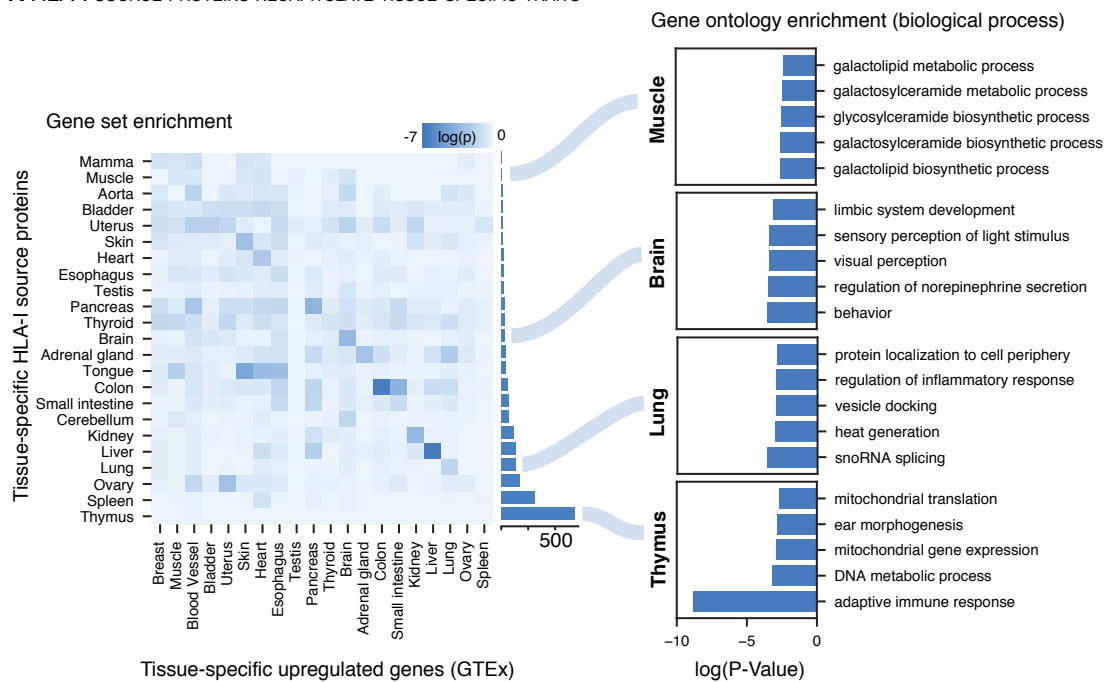 Gene ontology enrichment (biological process)
Gene set enrichment
-7
log(p)
0
Tissue-specific HLA-I source proteins
Mamma
Muscle
Aorta
Bladder
Uterus
Skin
Heart
Esophagus
Testis
Pancreas
Thyroid
Brain
Adrenal gland
Tongue
Colon
Small intestine
Cerebellum
Kidney
Liver
Lung
Ovary
Spleen
Thymus
500
Breast
Muscle
Blood Vessel
Bladder
Uterus
Skin
Heart
Esophagus
Testis
Pancreas
Thyroid
Brain
Adrenal gland
Colon
Small intestine
Kidney
Liver
Lung
Ovary
Spleen
Tissue-specific upregulated genes (GTEx)
Muscle
galactolipid metabolic process
galactosylceramide metabolic process
glycosylceramide biosynthetic process
galactosylceramide biosynthetic process
galactolipid biosynthetic process
Brain
limbic system development
sensory perception of light stimulus
visual perception
regulation of norepinephrine secretion
behavior
Lung
protein localization to cell periphery
regulation of inflammatory response
vesicle docking
heat generation
snoRNA splicing
Thymus
mitochondrial translation
ear morphogenesis
mitochondrial gene expression
DNA metabolic process
adaptive immune response
−10
−5
0
log(P-Value)